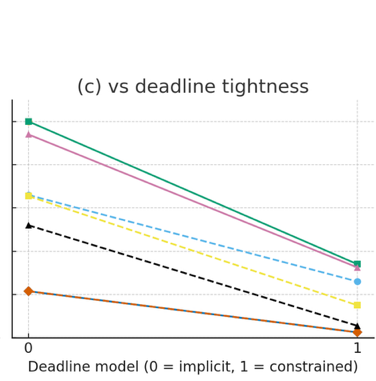 (c) vs deadline tightness
0 1
Deadline model (0 = implicit, 1 = constrained)